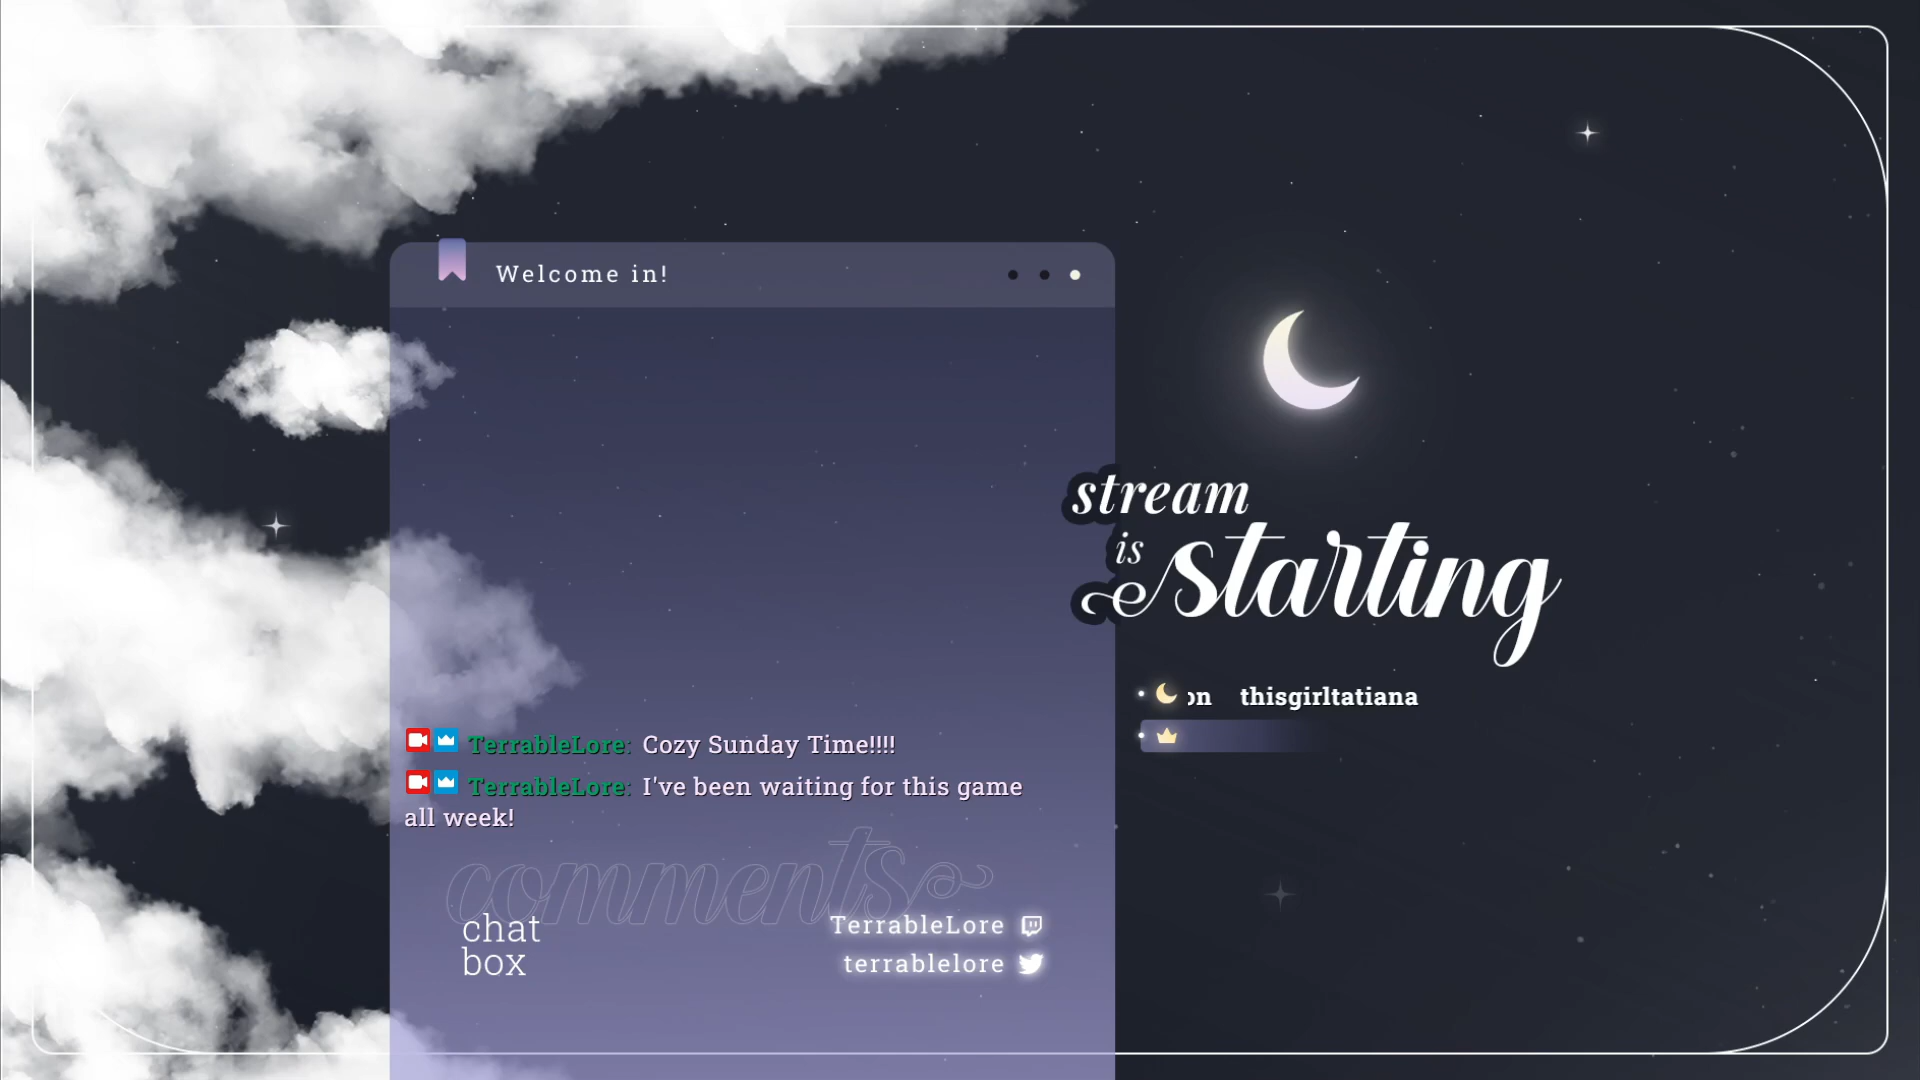 Welcome in!
stream
is
starting
thisgirltatiana
TerrableLore: Cozy Sunday Time!!!!
TerrableLore: I've been waiting for this game
all week!
comments
chat
box
TerrableLore
terrablelore